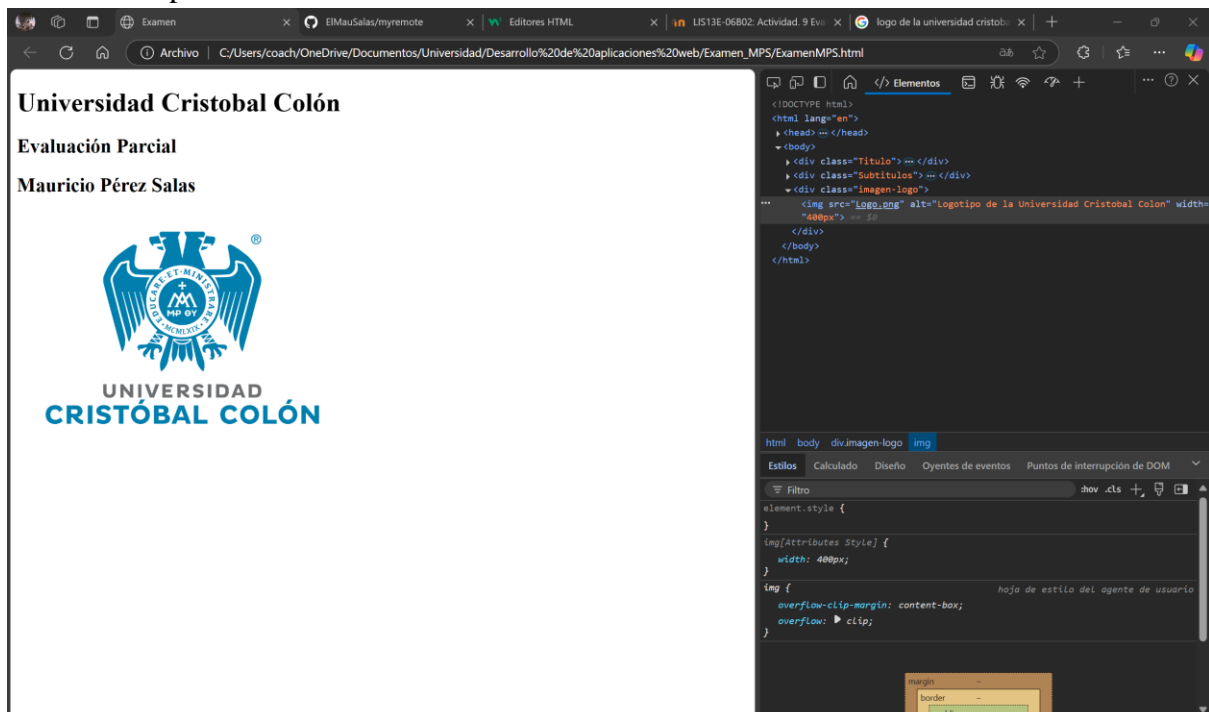 Examen
ElMauSalas/myremote
Editores HTML
LIS13E-06B02: Actividad. 9 Eva
logo de la universidad cristoba
Archivo | C:/Users/coach/OneDrive/Documentos/Universidad/Desarrollo%20de%20aplicaciones%20web/Examen_MPS/ExamenMPS.html
Universidad Cristobal Colón
Evaluación Parcial
Mauricio Pérez Salas
EDUCARE·ET·MINISTRARE
MP ΘY
·MCMLXIX·
®
UNIVERSIDAD
CRISTÓBAL COLÓN
</> Elementos
<!DOCTYPE html>
<html lang="en">
<head> ··· </head>
<body>
<div class="Titulo"> ··· </div>
<div class="Subtitulos"> ··· </div>
<div class="imagen-logo">
<img src="Logo.png" alt="Logotipo de la Universidad Cristobal Colon" width=
"400px"> == $0
</div>
</body>
</html>
html body div.imagen-logo img
Estilos Calculado Diseño Oyentes de eventos Puntos de interrupción de DOM
Filtro :hov .cls
element.style {
}
img[Attributes Style] {
width: 400px;
}
img { hoja de estilo del agente de usuario
overflow-clip-margin: content-box;
overflow: clip;
}
margin -
border -